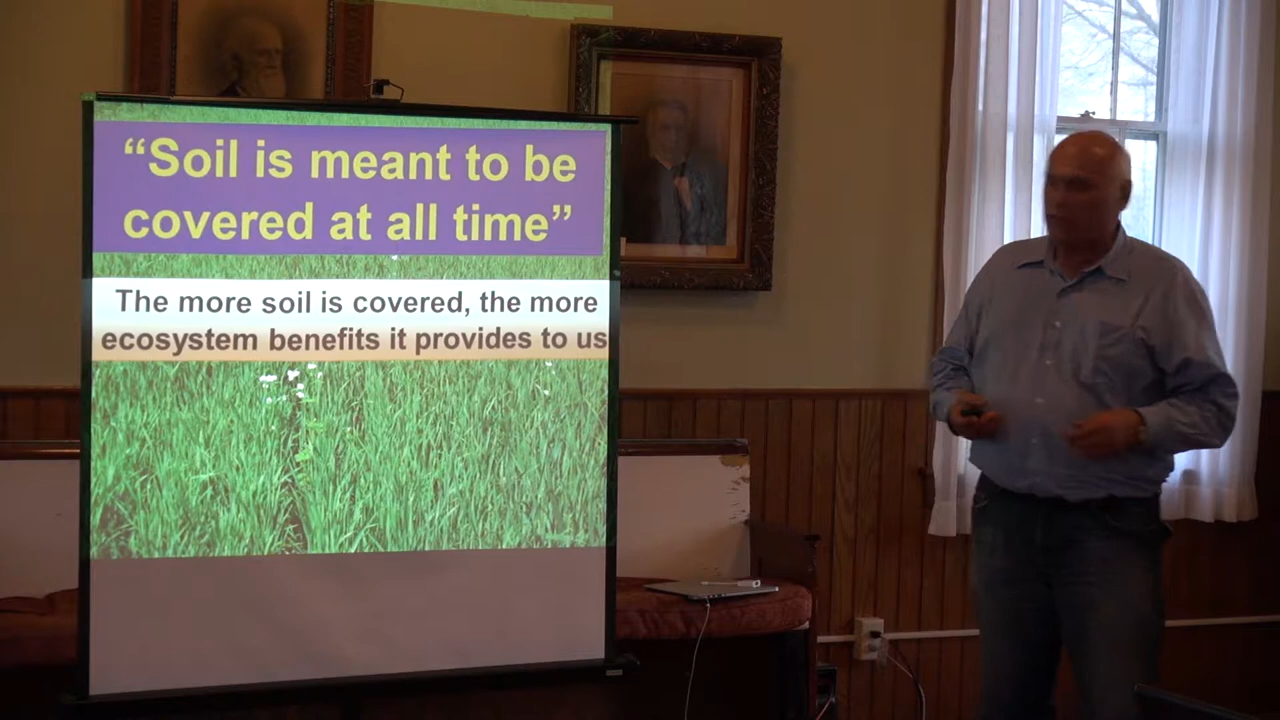 “Soil is meant to be
covered at all time”
The more soil is covered, the more
ecosystem benefits it provides to us